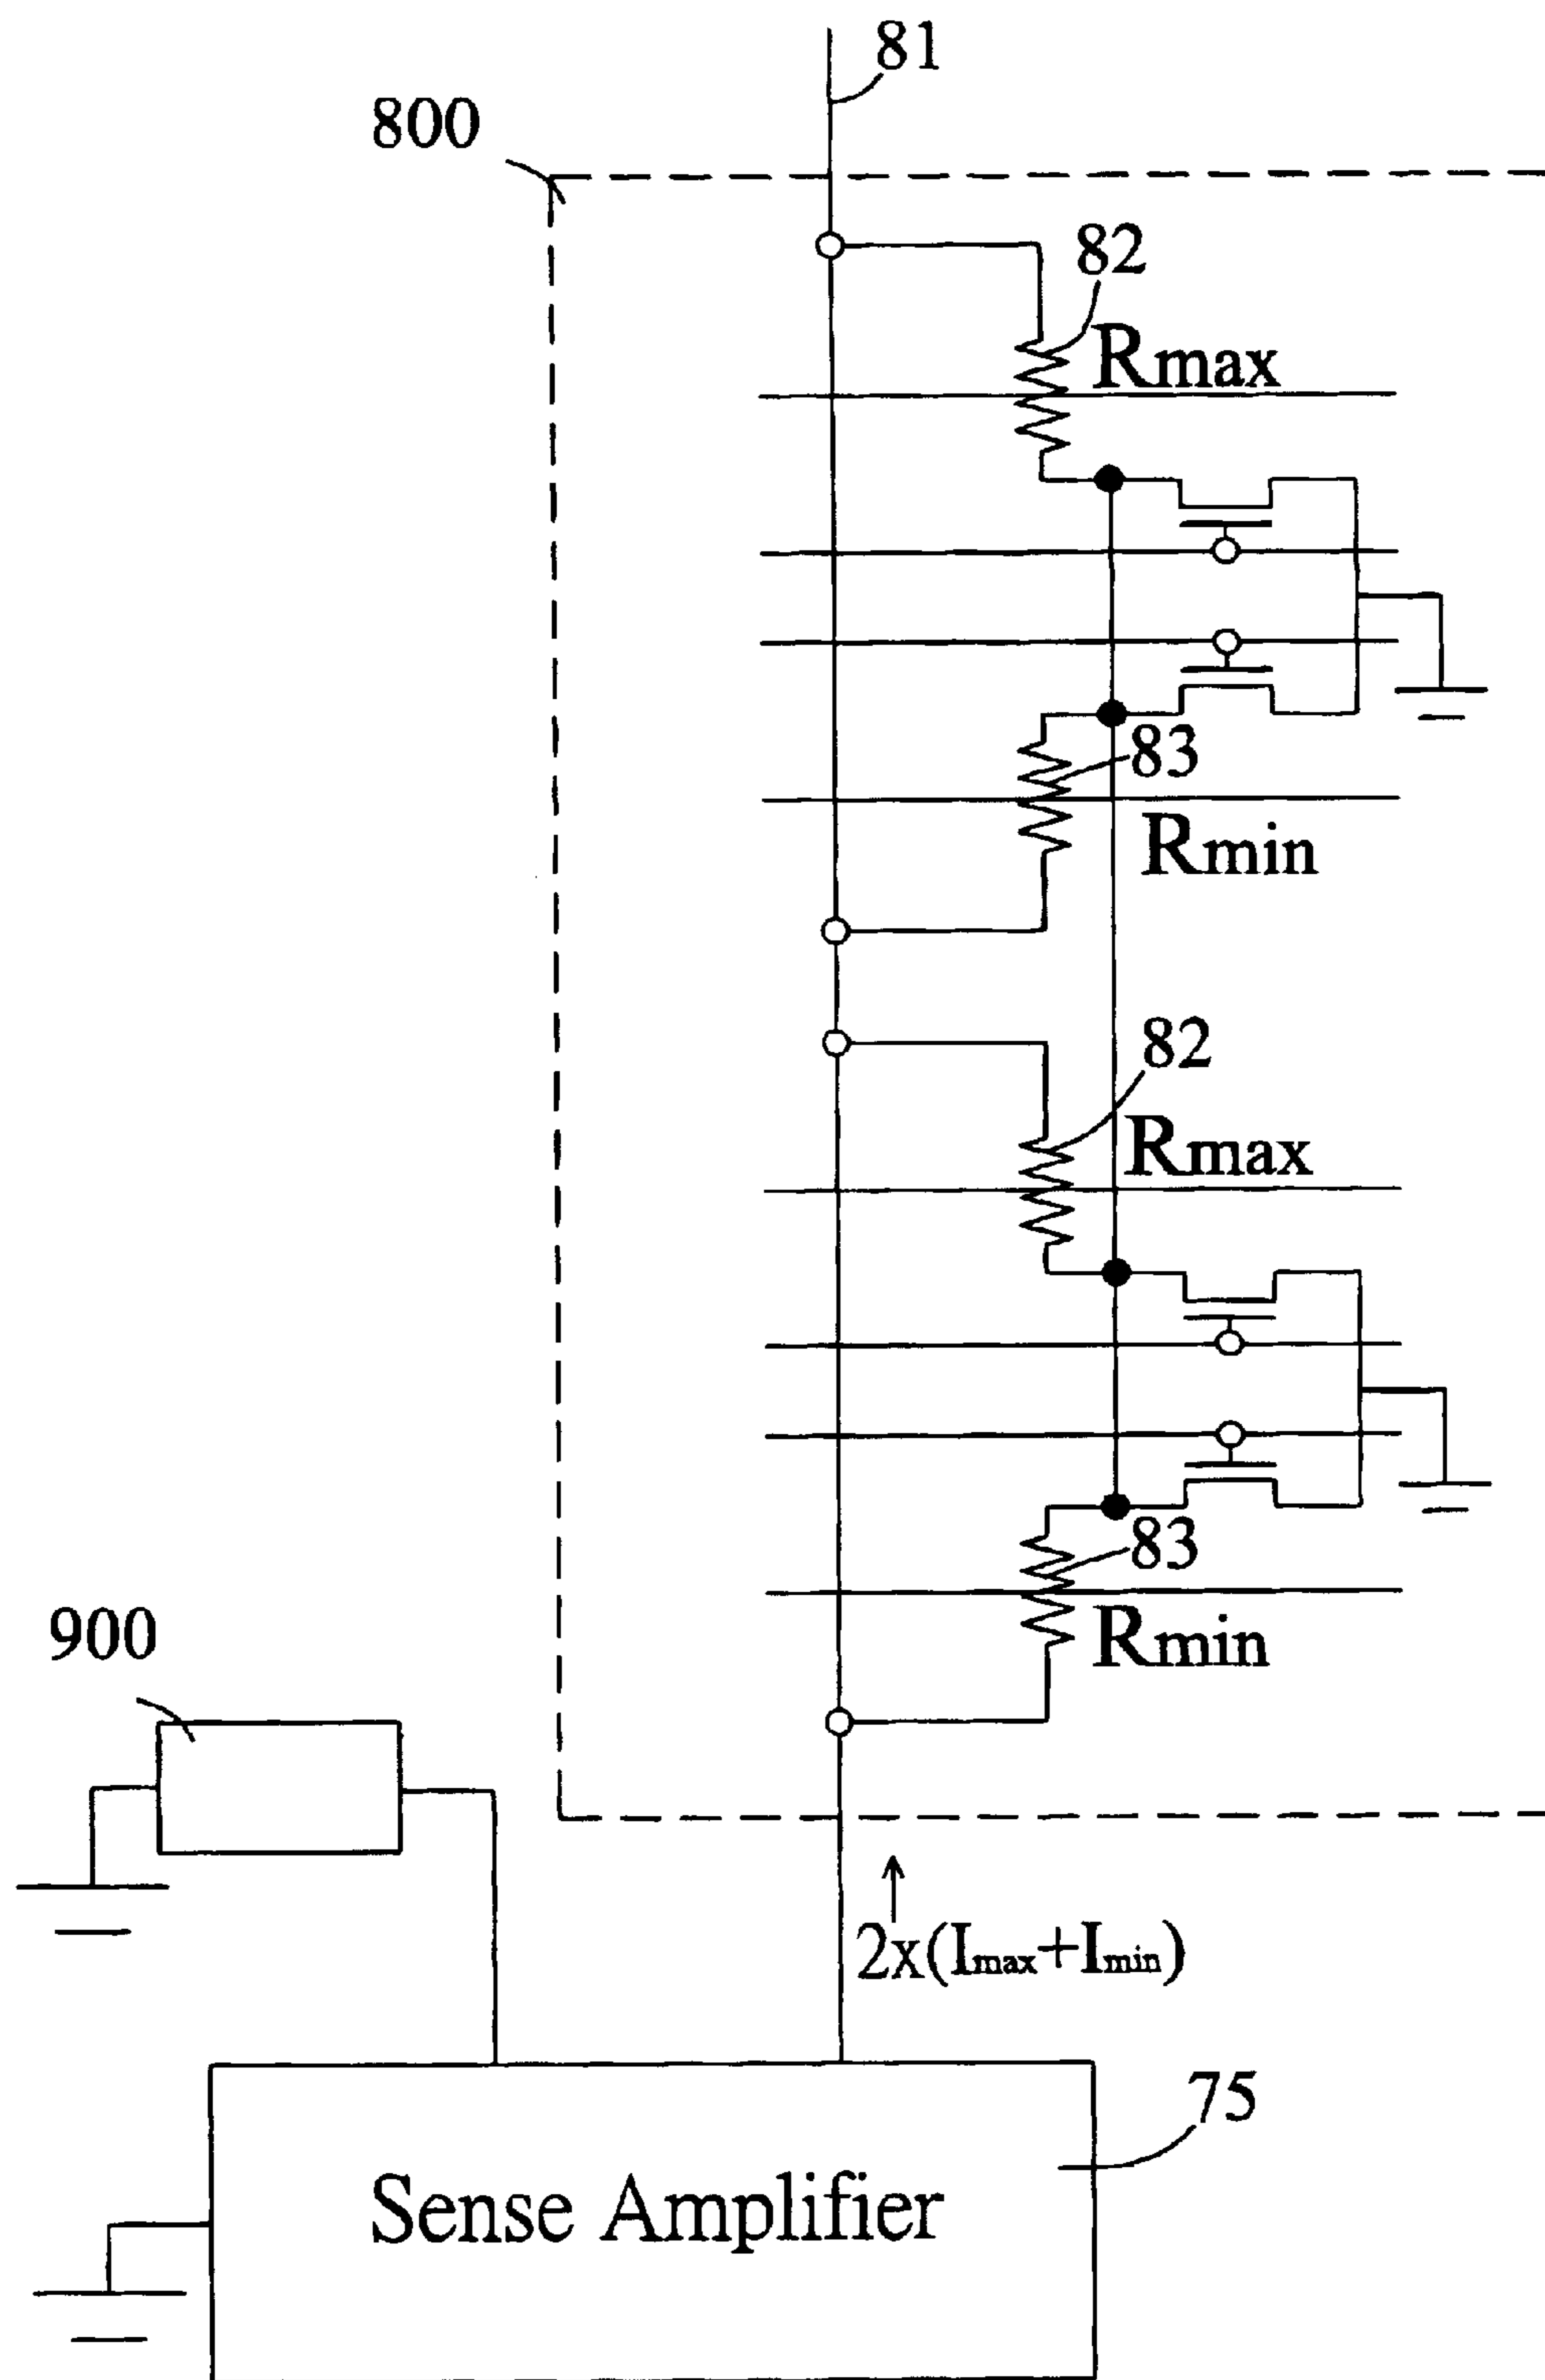 81
800
82
Rmax
83
Rmin
82
Rmax
83
Rmin
900
2x(Imax+Imin)
75
Sense Amplifier